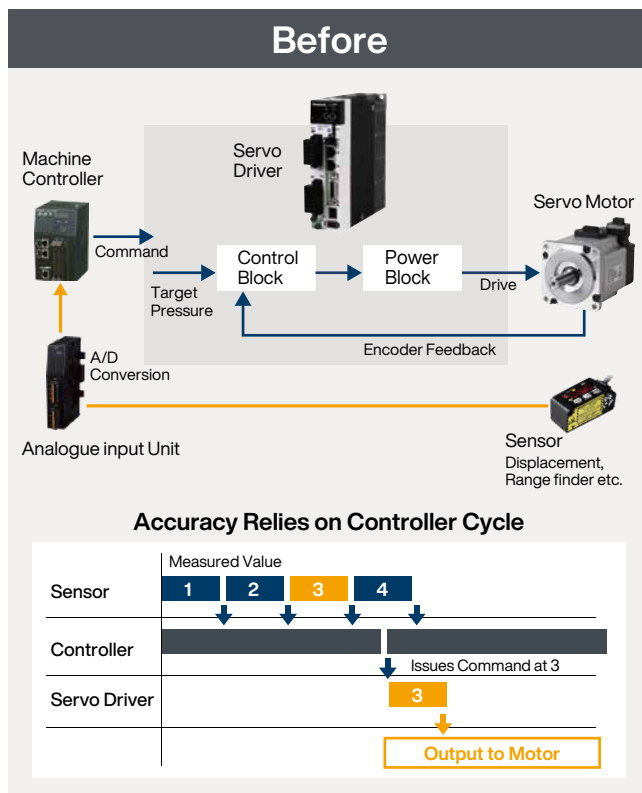 Before
Servo
Driver
Machine
Controller
Servo Motor
Command
Control
Block
Power
Block
Target
Pressure
Drive
Encoder Feedback
A/D
Conversion
Analogue input Unit
Sensor
Displacement,
Range finder etc.
Accuracy Relies on Controller Cycle
Measured Value
Sensor
1 2 3 4
Controller
Issues Command at 3
Servo Driver
3
Output to Motor